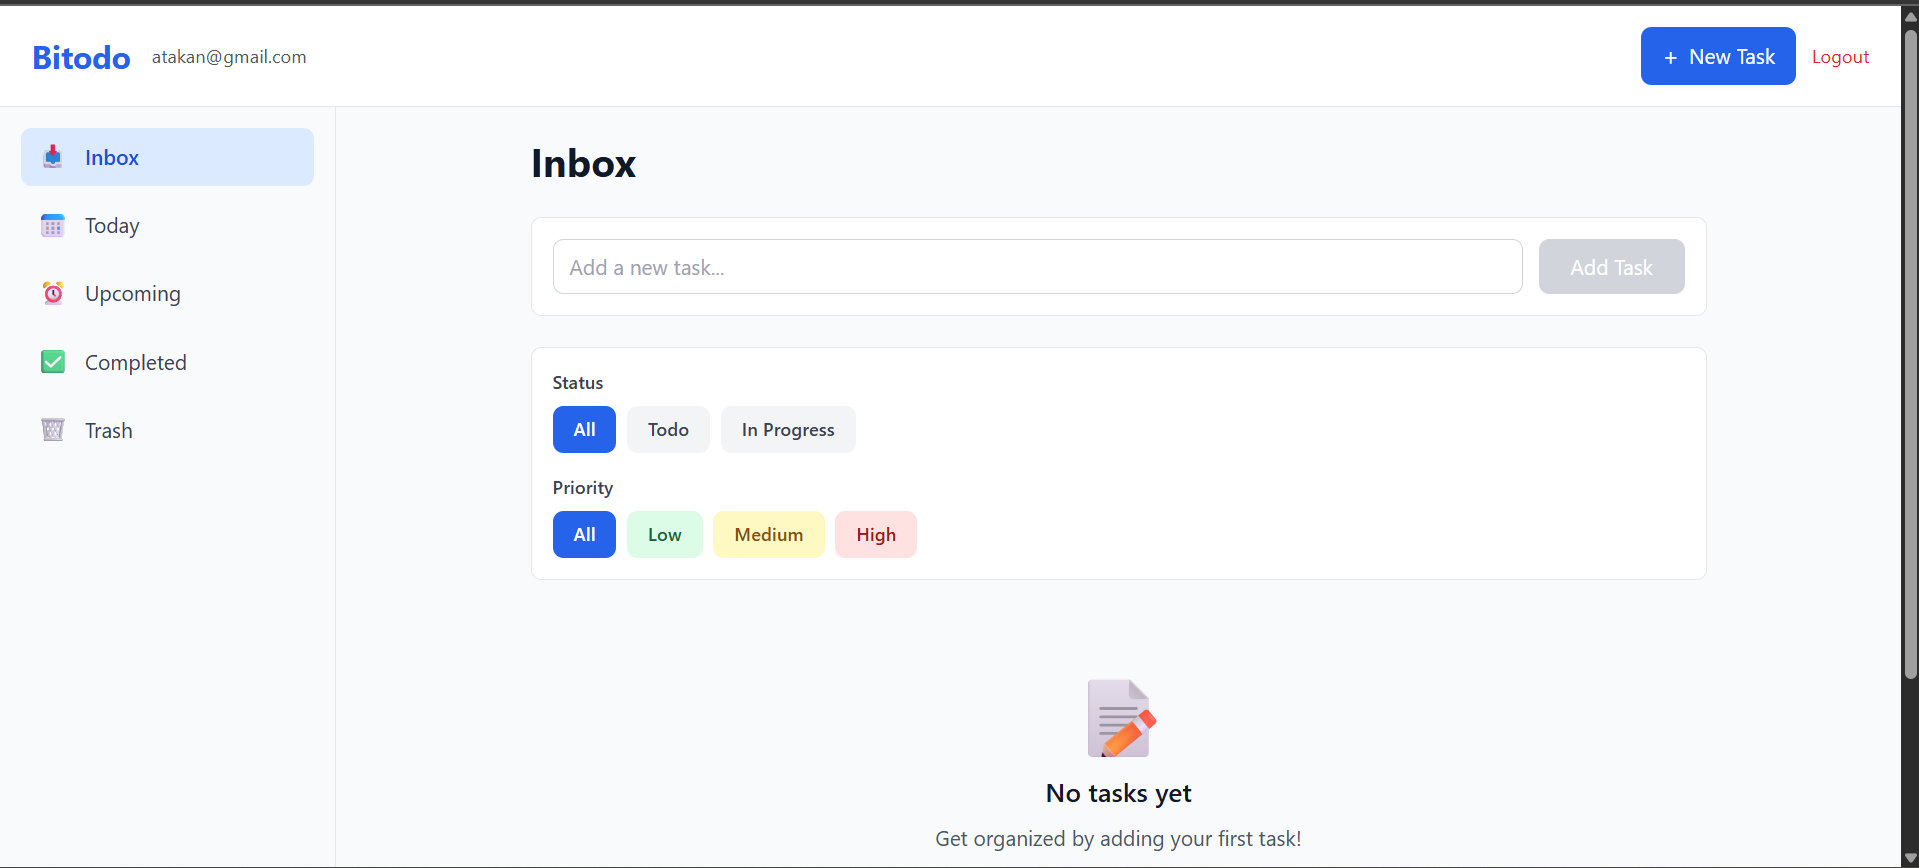 Bitodo
atakan@gmail.com
+ New Task
Logout
Inbox
Today
Upcoming
Completed
Trash
Inbox
Add a new task...
Add Task
Status
All
Todo
In Progress
Priority
All
Low
Medium
High
No tasks yet
Get organized by adding your first task!